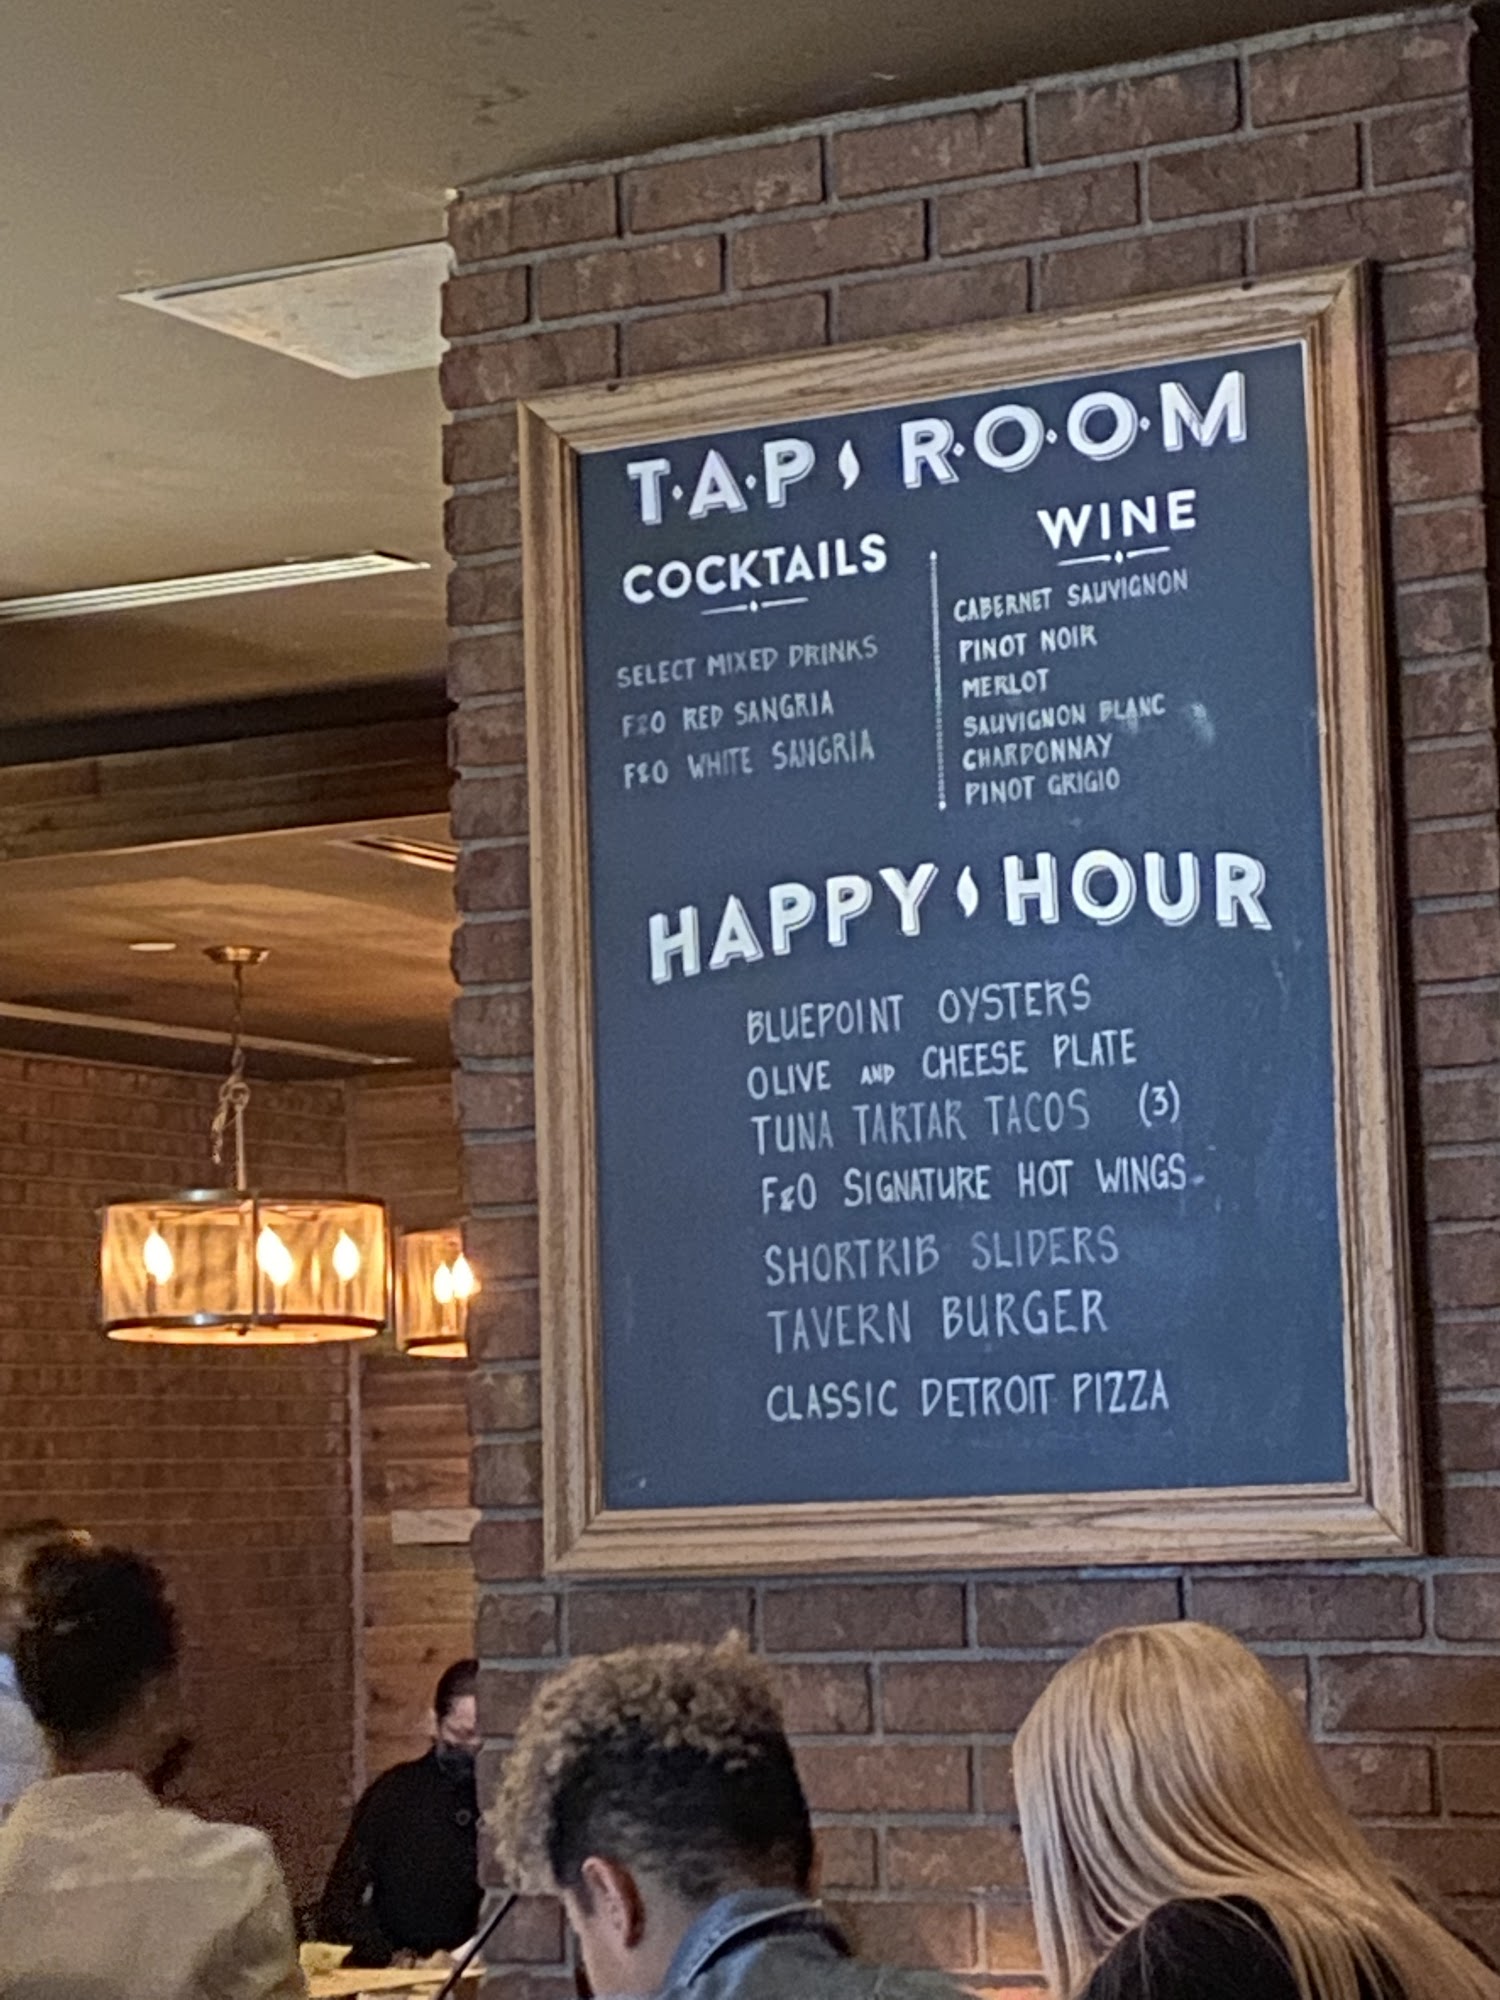 T·A·P R·O·O·M
COCKTAILS
SELECT MIXED DRINKS
F&O RED SANGRIA
F&O WHITE SANGRIA
WINE
CABERNET SAUVIGNON
PINOT NOIR
MERLOT
SAUVIGNON BLANC
CHARDONNAY
PINOT GRIGIO
HAPPY HOUR
BLUEPOINT OYSTERS
OLIVE AND CHEESE PLATE
TUNA TARTAR TACOS (3)
F&O SIGNATURE HOT WINGS
SHORTRIB SLIDERS
TAVERN BURGER
CLASSIC DETROIT PIZZA